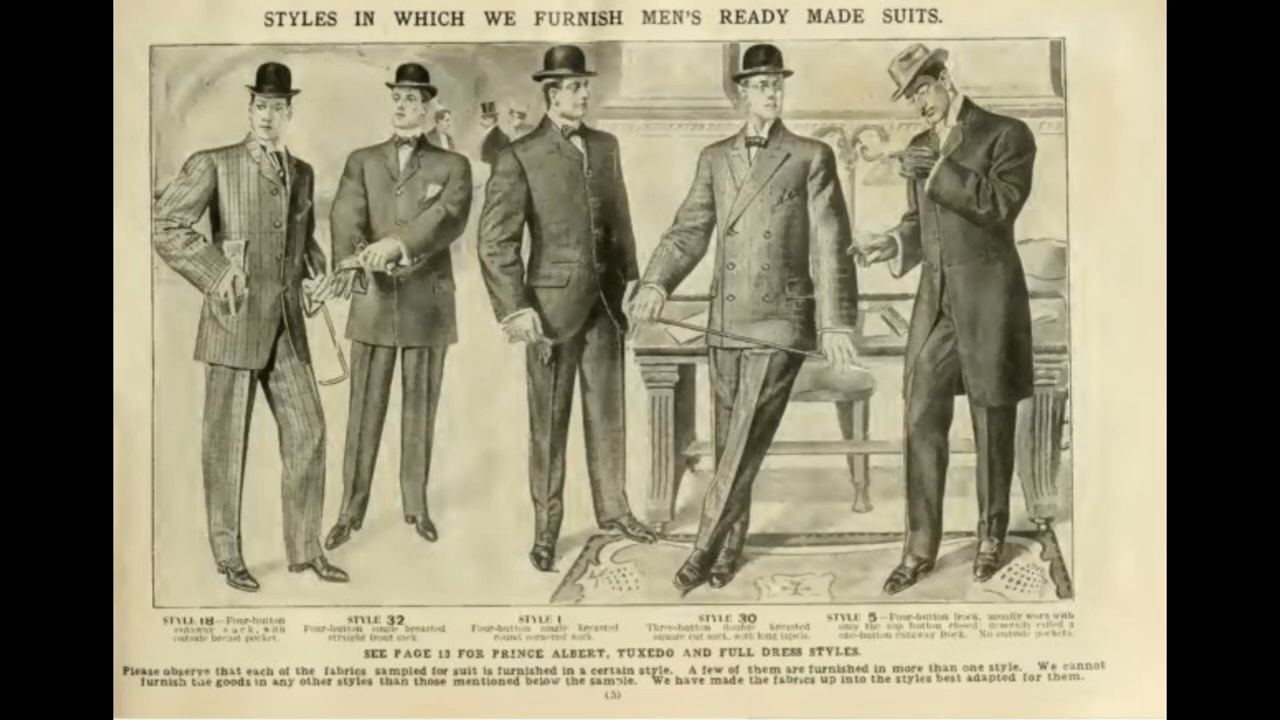 STYLES IN WHICH WE FURNISH MEN'S READY MADE SUITS.
STYLE 18—Four-button
cutaway sack, with
outside breast pocket.
STYLE 32
Four-button single breasted
straight front sack.
STYLE 1
Four-button single breasted
round cornered sack.
STYLE 30
Three-button double breasted
square cut sack, with long lapels.
STYLE 5—Four-button frock, usually worn with
only the top button closed; generally called a
one-button cutaway frock. No outside pockets.
SEE PAGE 13 FOR PRINCE ALBERT, TUXEDO AND FULL DRESS STYLES.
Please observe that each of the fabrics sampled for suit is furnished in a certain style. A few of them are furnished in more than one style. We cannot
furnish the goods in any other styles than those mentioned below the sample. We have made the fabrics up into the styles best adapted for them.
(5)